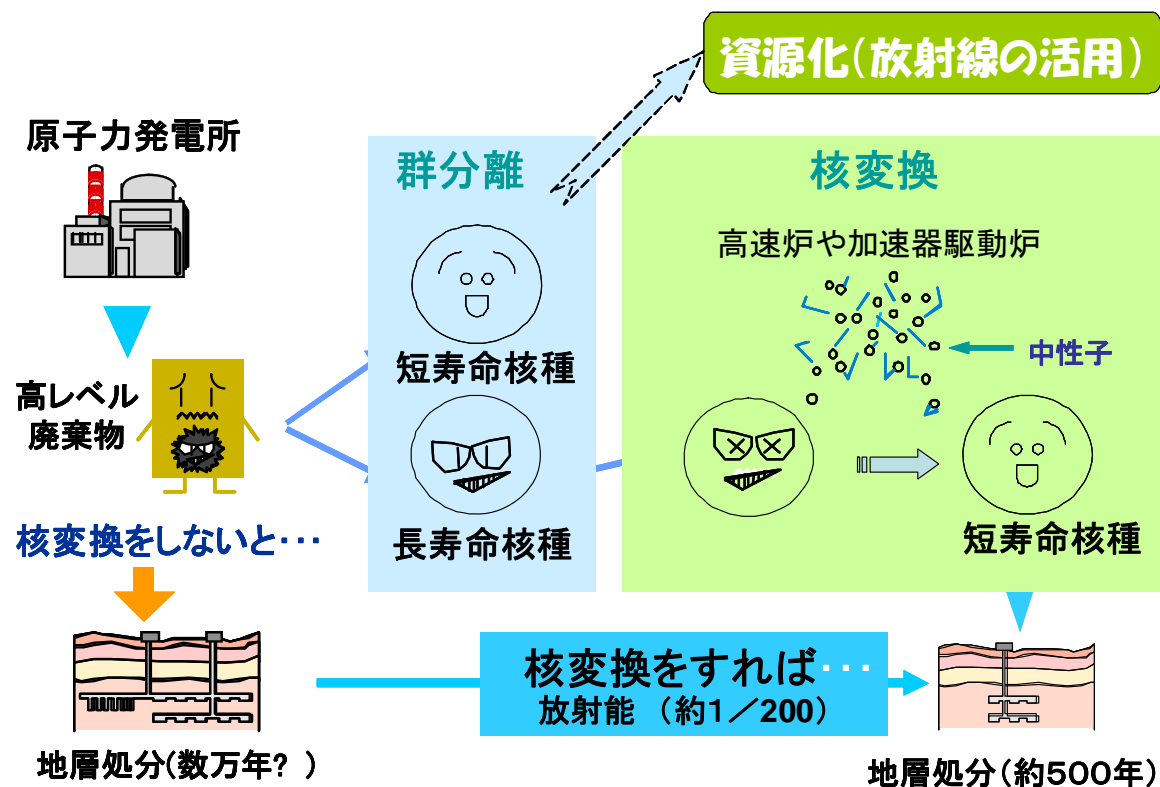 資源化(放射線の活用)
原子力発電所
群分離
核変換
高速炉や加速器駆動炉
中性子
短寿命核種
高レベル
廃棄物
長寿命核種
短寿命核種
核変換をしないと･･･
核変換をすれば･･･
放射能 (約1/200)
地層処分(数万年? )
地層処分(約500年)